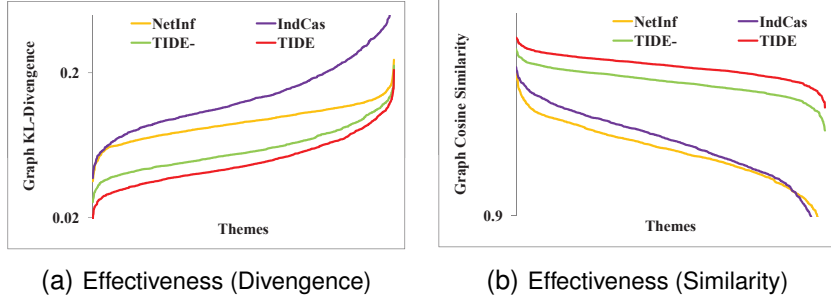 NetInf IndCas
TIDE- TIDE
Graph KL-Divergence
0.2
0.02
Themes
(a) Effectiveness (Divengence)
NetInf IndCas
TIDE- TIDE
Graph Cosine Similarity
0.9
Themes
(b) Effectiveness (Similarity)